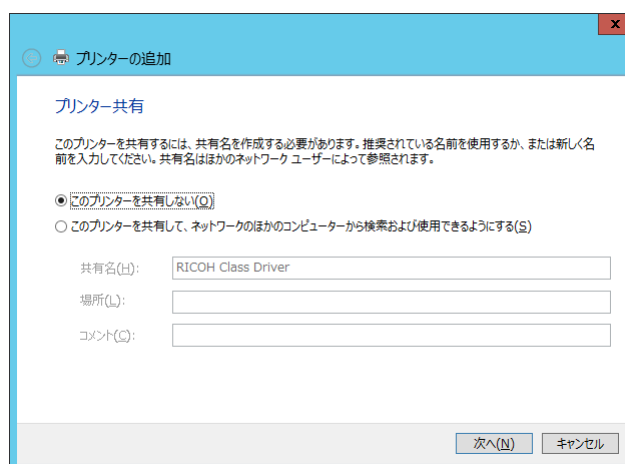 x
プリンターの追加
プリンター共有
このプリンターを共有するには、共有名を作成する必要があります。推奨されている名前を使用するか、または新しく名
前を入力してください。共有名はほかのネットワーク ユーザーによって参照されます。
このプリンターを共有しない(O)
このプリンターを共有して、ネットワークのほかのコンピューターから検索および使用できるようにする(S)
共有名(H): RICOH Class Driver
場所(L):
コメント(C):
次へ(N) キャンセル